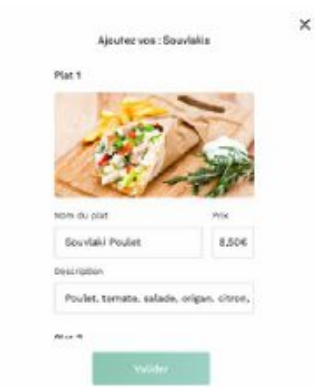 Ajoutez vos : Souvlakis
Plat 1
Nom du plat
Prix
Souvlaki Poulet
8,50€
Description
Poulet, tomate, salade, origan, citron,
Valider